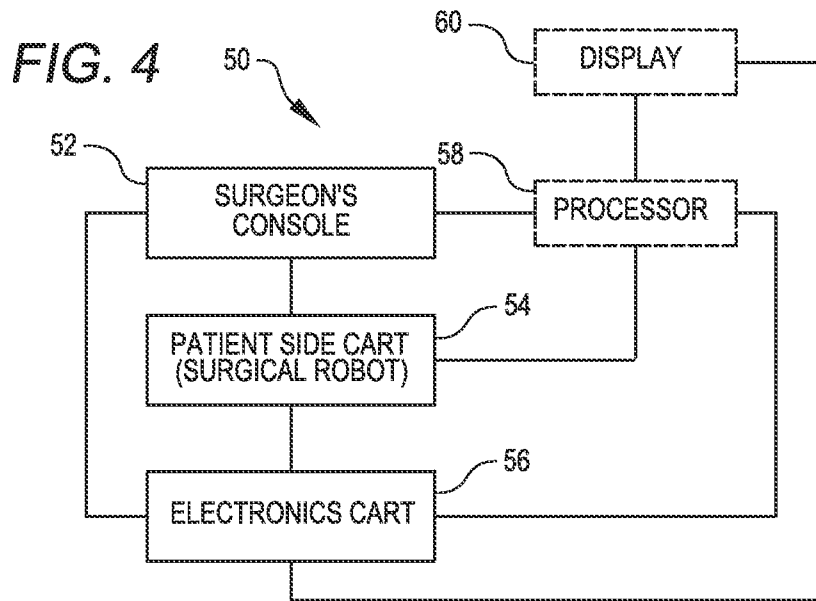 FIG. 4
50
60
DISPLAY
52
58
SURGEON'S
CONSOLE
PROCESSOR
54
PATIENT SIDE CART
(SURGICAL ROBOT)
56
ELECTRONICS CART